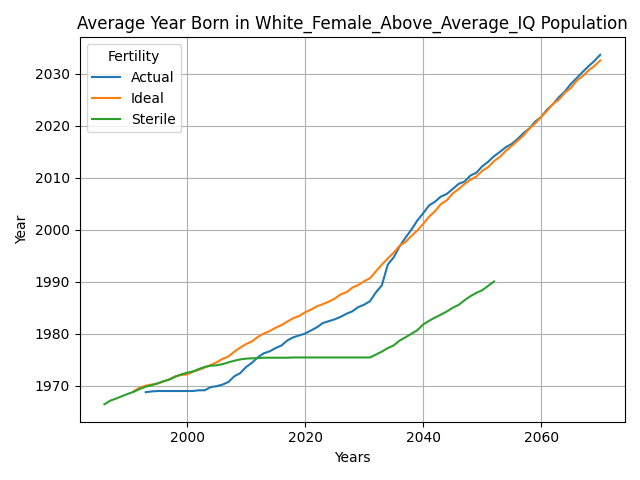 Average Year Born in White_Female_Above_Average_IQ Population
Fertility
Actual
Ideal
Sterile
2030
2020
2010
2000
1990
1980
1970
Year
2000
2020
2040
2060
Years